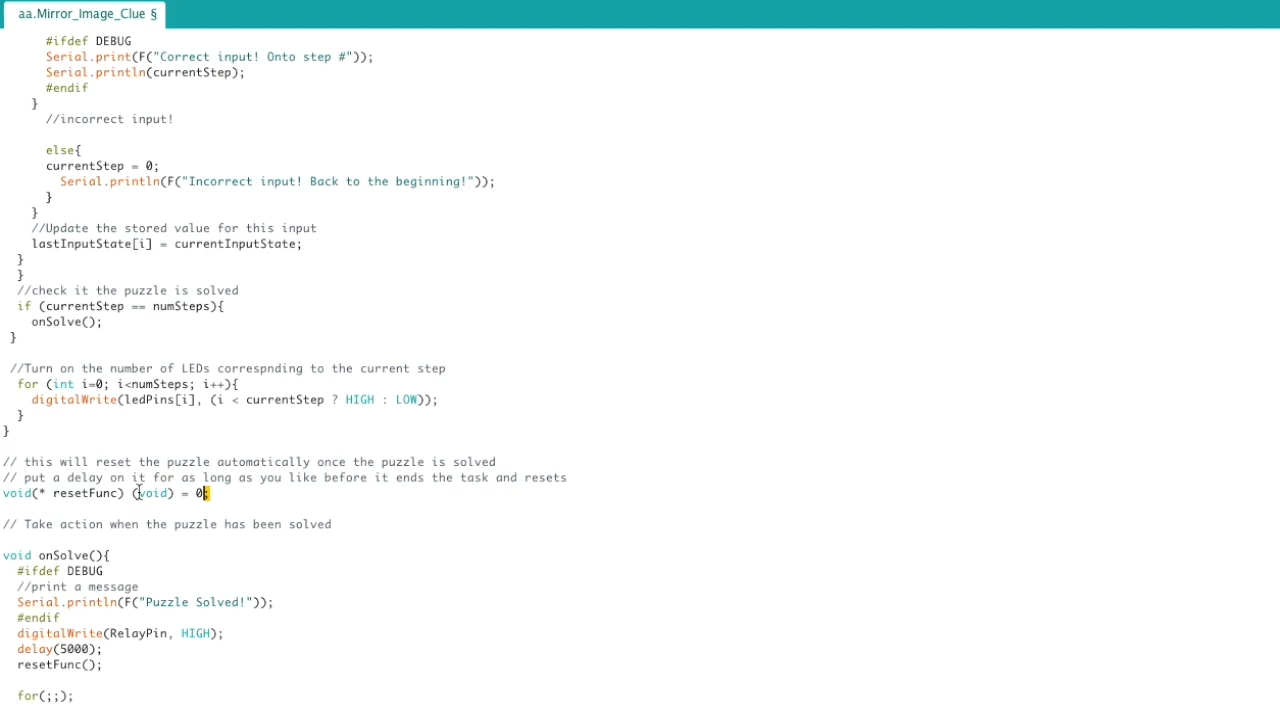 aa.Mirror_Image_Clue §
#ifdef DEBUG
Serial.print(F("Correct input! Onto step #"));
Serial.println(currentStep);
#endif
}
//incorrect input!
else{
currentStep = 0;
Serial.println(F("Incorrect input! Back to the beginning!"));
}
}
//Update the stored value for this input
lastInputState[i] = currentInputState;
}
}
//check it the puzzle is solved
if (currentStep == numSteps){
onSolve();
}
//Turn on the number of LEDs correspnding to the current step
for (int i=0; i<numSteps; i++){
digitalWrite(ledPins[i], (i < currentStep ? HIGH : LOW));
}
}
// this will reset the puzzle automatically once the puzzle is solved
// put a delay on it for as long as you like before it ends the task and resets
void(* resetFunc) (void) = 0;
// Take action when the puzzle has been solved
void onSolve(){
#ifdef DEBUG
//print a message
Serial.println(F("Puzzle Solved!"));
#endif
digitalWrite(RelayPin, HIGH);
delay(5000);
resetFunc();
for(;;);